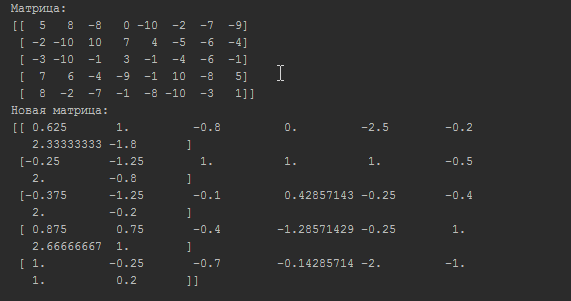 Матрица:
[[  5   8  -8   0 -10  -2  -7  -9]
 [ -2 -10  10   7   4  -5  -6  -4]
 [ -3 -10  -1   3  -1  -4  -6  -1]
 [  7   6  -4  -9  -1  10  -8   5]
 [  8  -2  -7  -1  -8 -10  -3   1]]
Новая матрица:
[[ 0.625       1.         -0.8         0.         -2.5        -0.2
   2.33333333 -1.8       ]
 [-0.25       -1.25        1.          1.          1.         -0.5
   2.         -0.8       ]
 [-0.375      -1.25       -0.1         0.42857143 -0.25       -0.4
   2.         -0.2       ]
 [ 0.875       0.75       -0.4        -1.28571429 -0.25        1.
   2.66666667  1.        ]
 [ 1.         -0.25       -0.7        -0.14285714 -2.         -1.
   1.          0.2       ]]